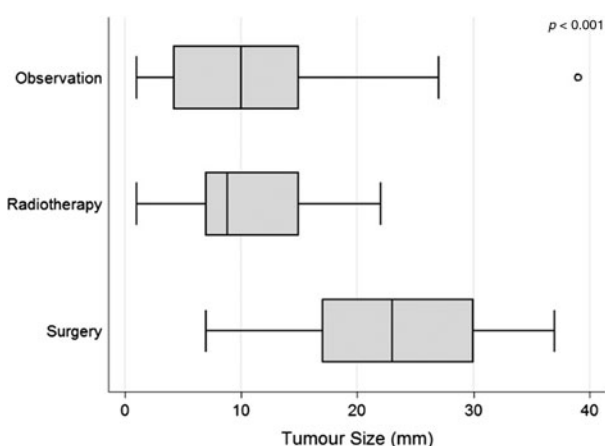 p < 0.001
Observation
Radiotherapy
Surgery
0 10 20 30 40
Tumour Size (mm)